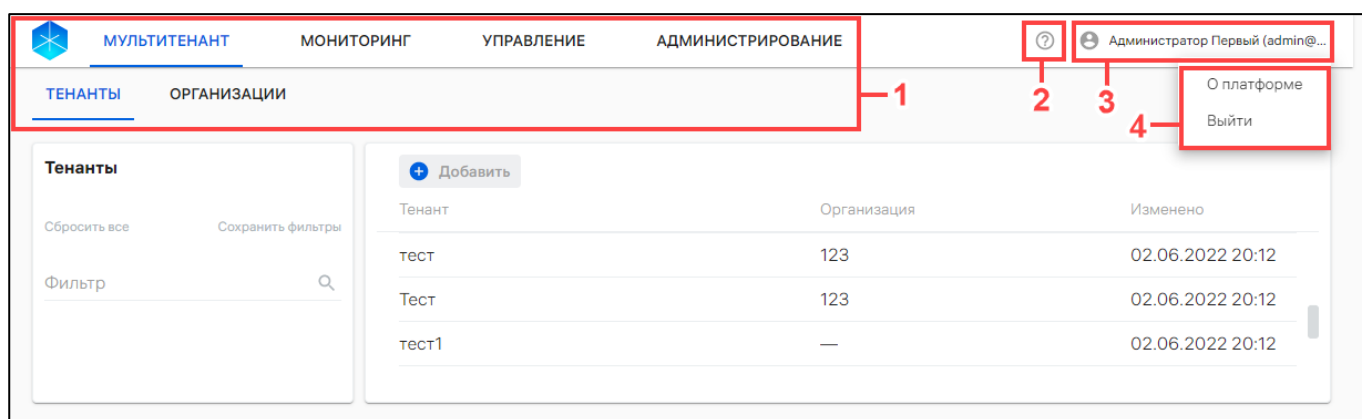 МУЛЬТИТЕНАНТ МОНИТОРИНГ УПРАВЛЕНИЕ АДМИНИСТРИРОВАНИЕ ? Администратор Первый (admin@...
ТЕНАНТЫ ОРГАНИЗАЦИИ
1
2
3
О платформе
Выйти
4
Тенанты
Сбросить все Сохранить фильтры
Фильтр
Добавить
Тенант Организация Изменено
тест 123 02.06.2022 20:12
Тест 123 02.06.2022 20:12
тест1 — 02.06.2022 20:12